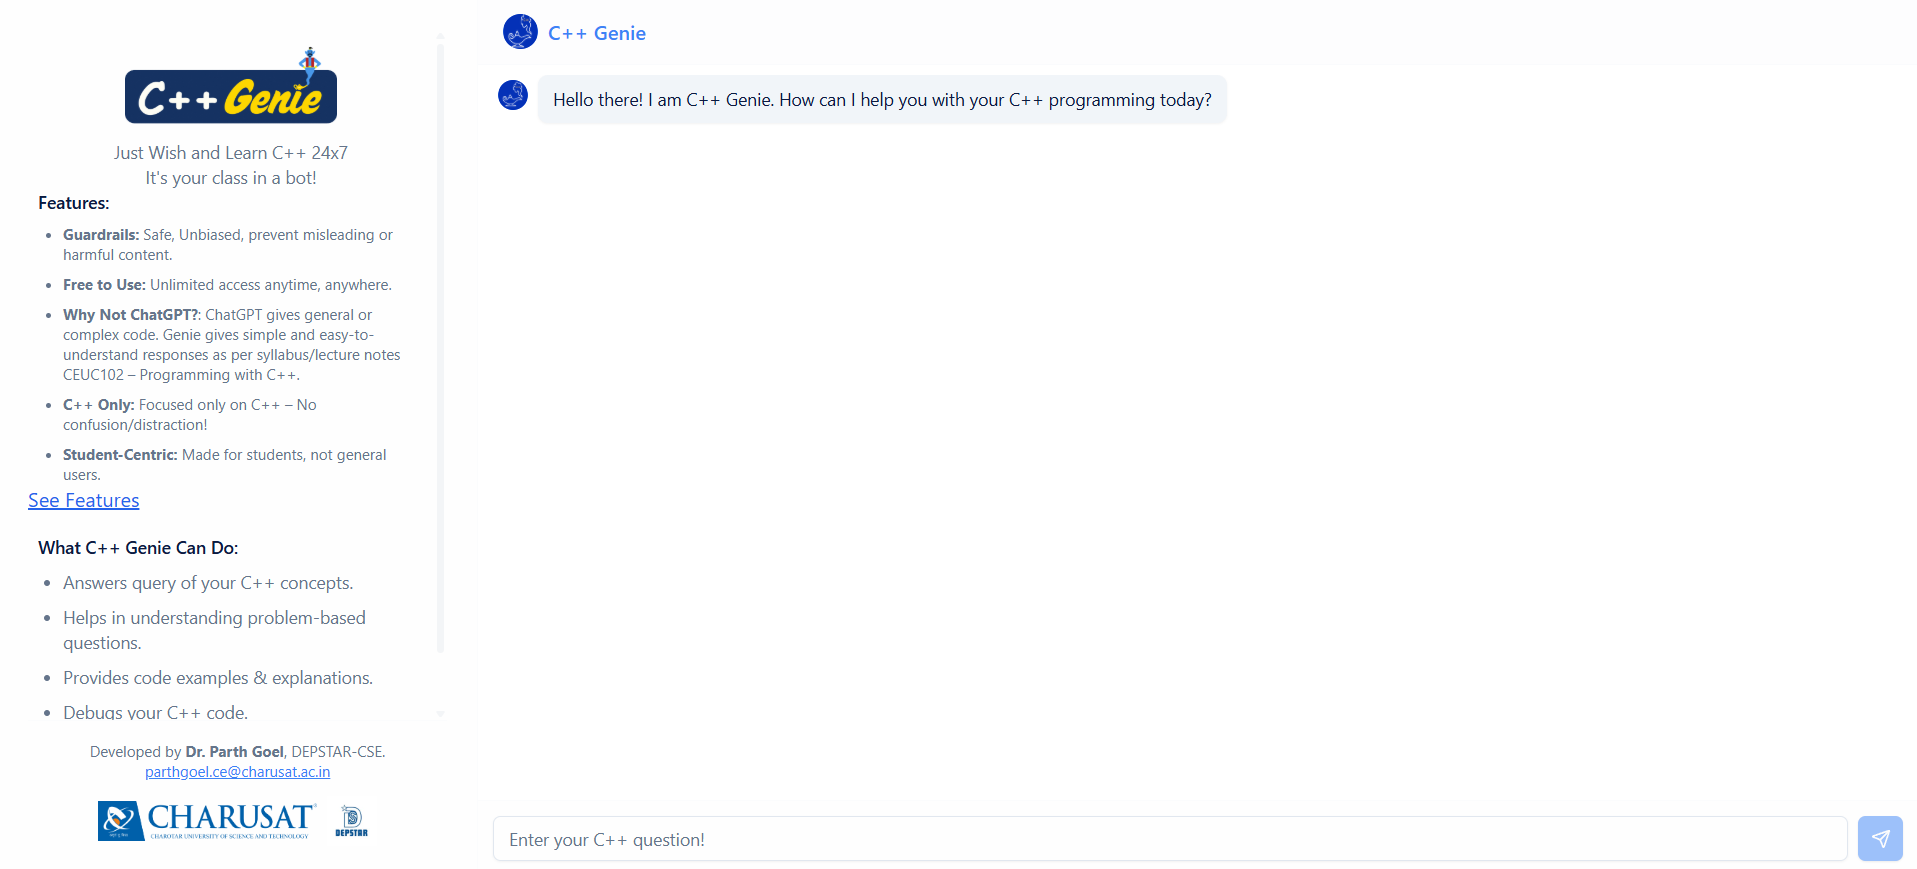 C++ Genie
Just Wish and Learn C++ 24x7
It's your class in a bot!
Features:
• Guardrails: Safe, Unbiased, prevent misleading or
harmful content.
• Free to Use: Unlimited access anytime, anywhere.
• Why Not ChatGPT?: ChatGPT gives general or
complex code. Genie gives simple and easy-to-
understand responses as per syllabus/lecture notes
CEUC102 – Programming with C++.
• C++ Only: Focused only on C++ – No
confusion/distraction!
• Student-Centric: Made for students, not general
users.
See Features
What C++ Genie Can Do:
• Answers query of your C++ concepts.
• Helps in understanding problem-based
questions.
• Provides code examples & explanations.
• Debugs your C++ code.
Developed by Dr. Parth Goel, DEPSTAR-CSE.
parthgoel.ce@charusat.ac.in
CHARUSAT
CHAROTAR UNIVERSITY OF SCIENCE AND TECHNOLOGY
DEPSTAR
C++ Genie
Hello there! I am C++ Genie. How can I help you with your C++ programming today?
Enter your C++ question!